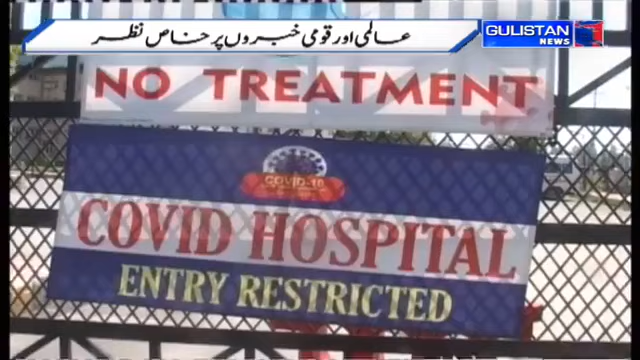 عالمی اور قومی خبروں پر خاص نظر
GULISTAN
NEWS
NO TREATMENT
COVID-19
COVID HOSPITAL
ENTRY RESTRICTED